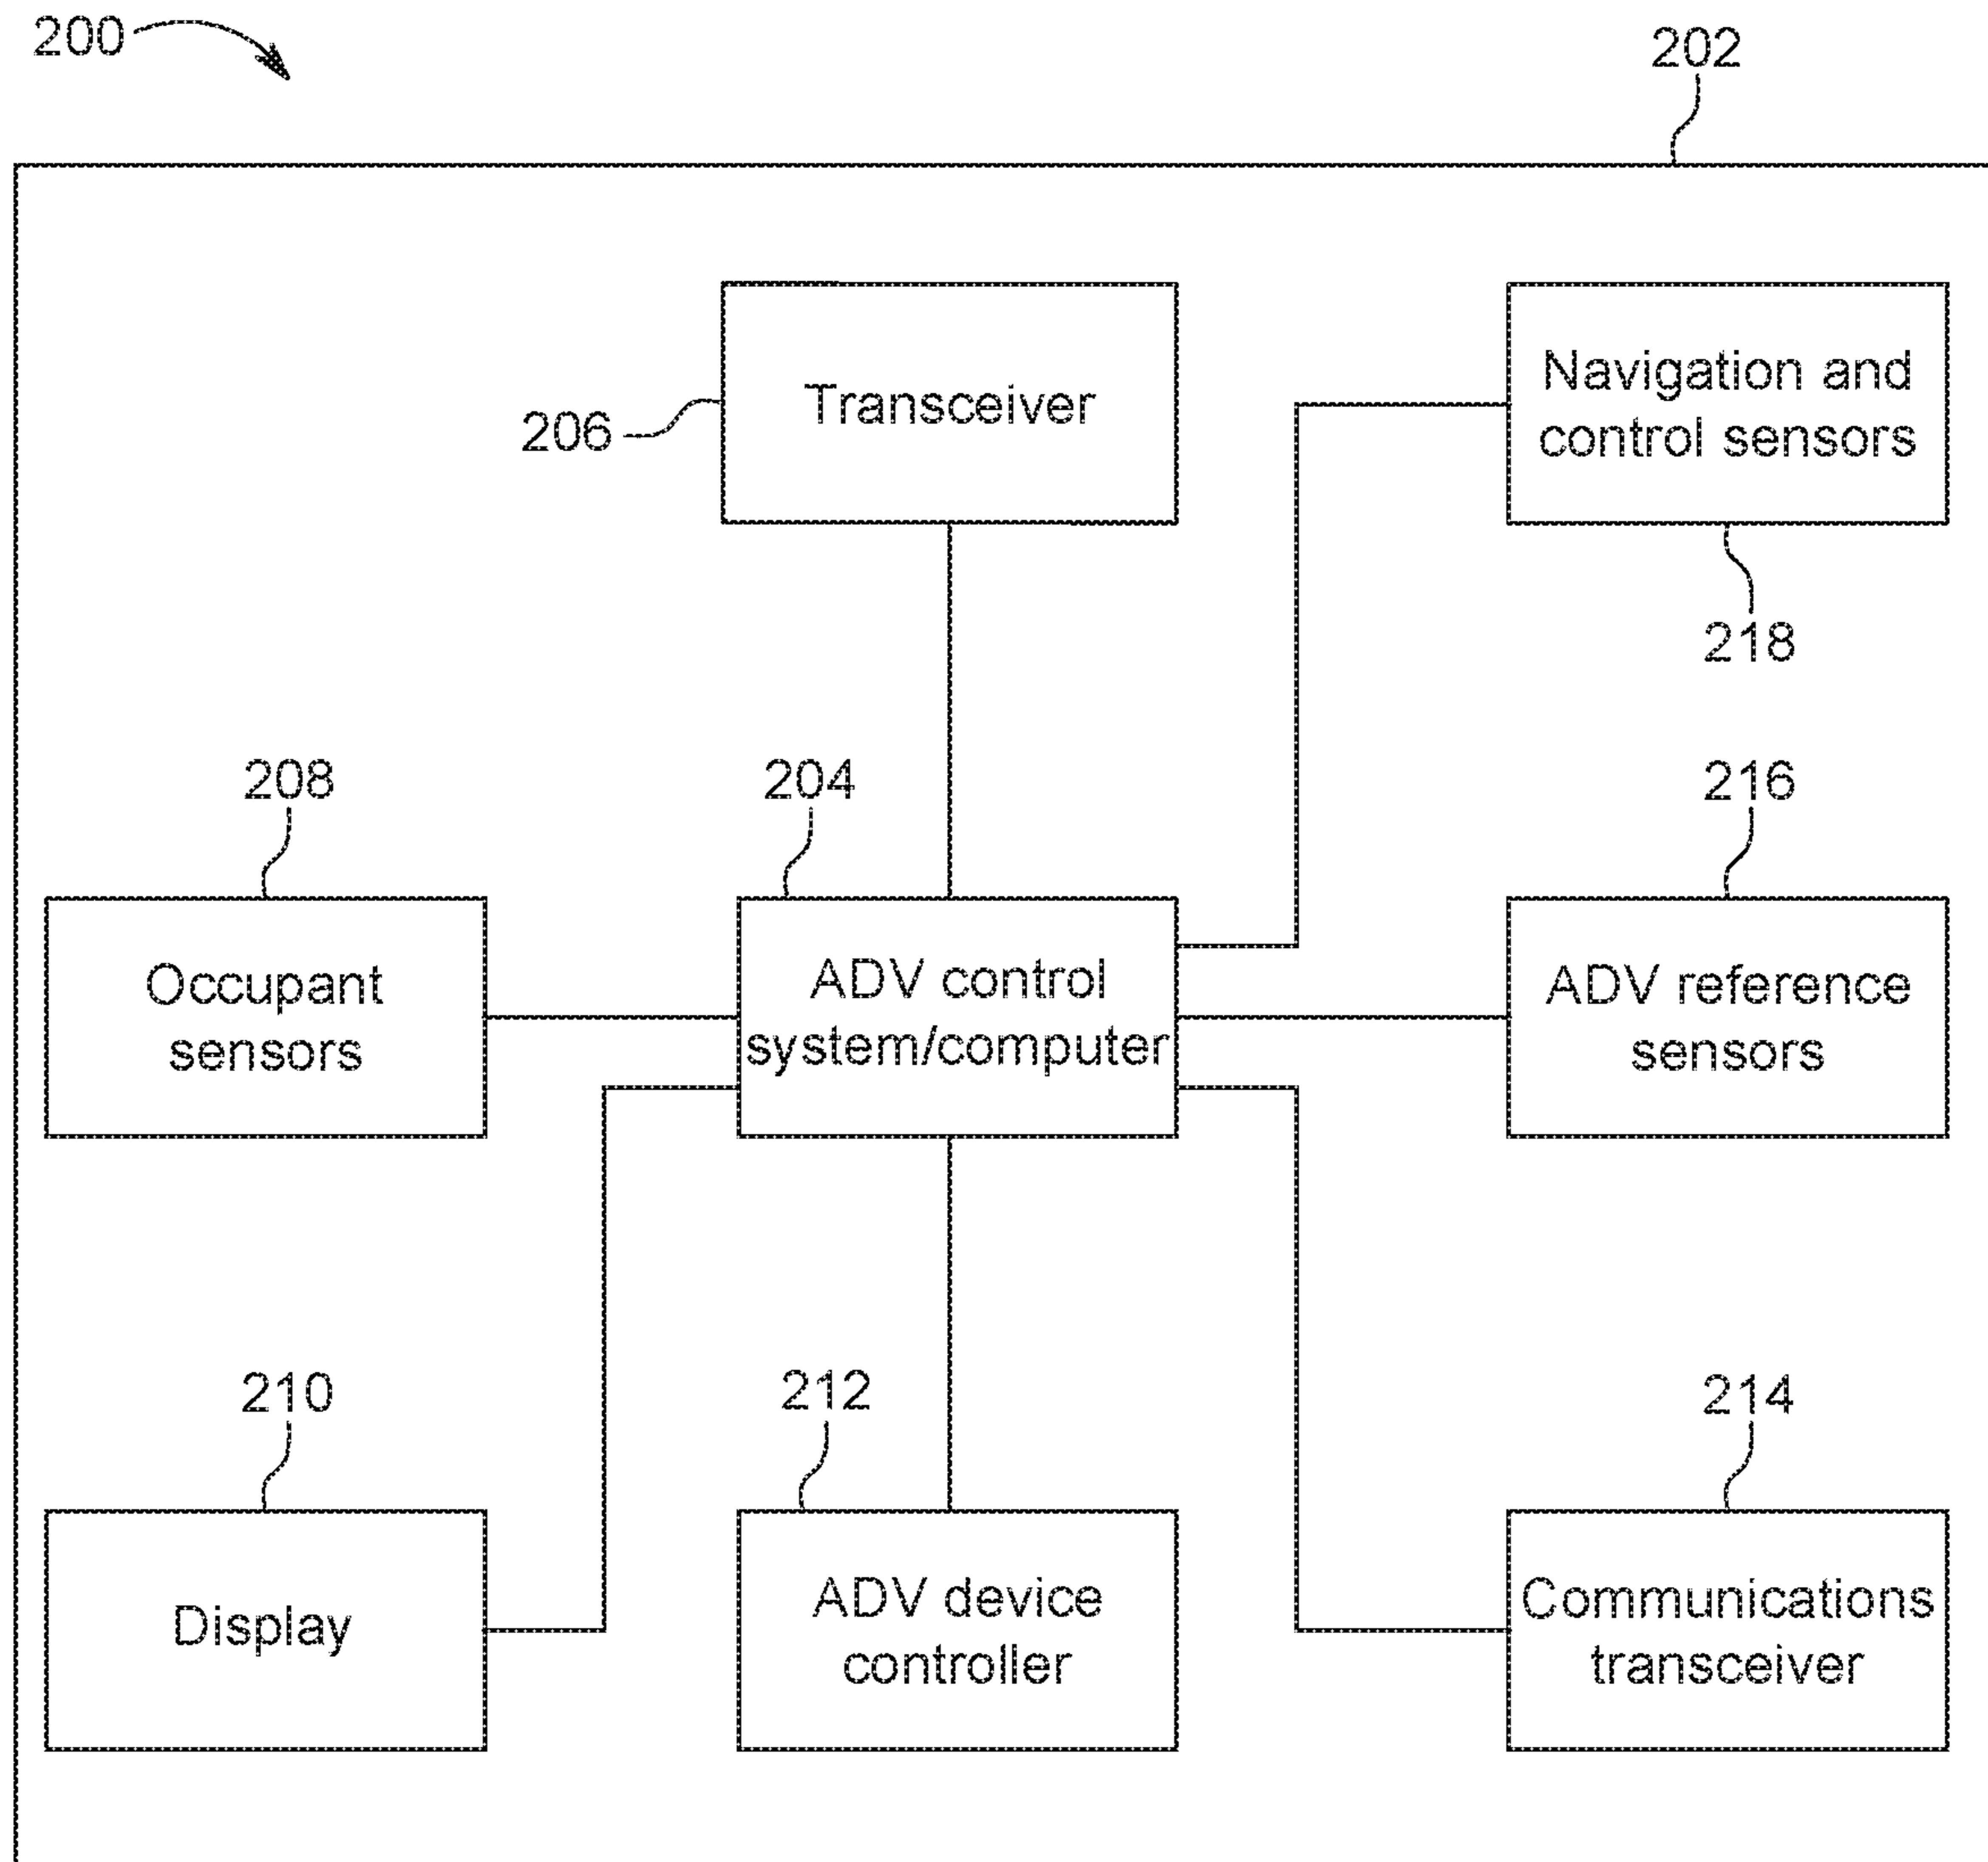 200
202
Transceiver
206
Navigation and
control sensors
218
208
204
216
Occupant
sensors
ADV control
system/computer
ADV reference
sensors
210
212
214
Display
ADV device
controller
Communications
transceiver